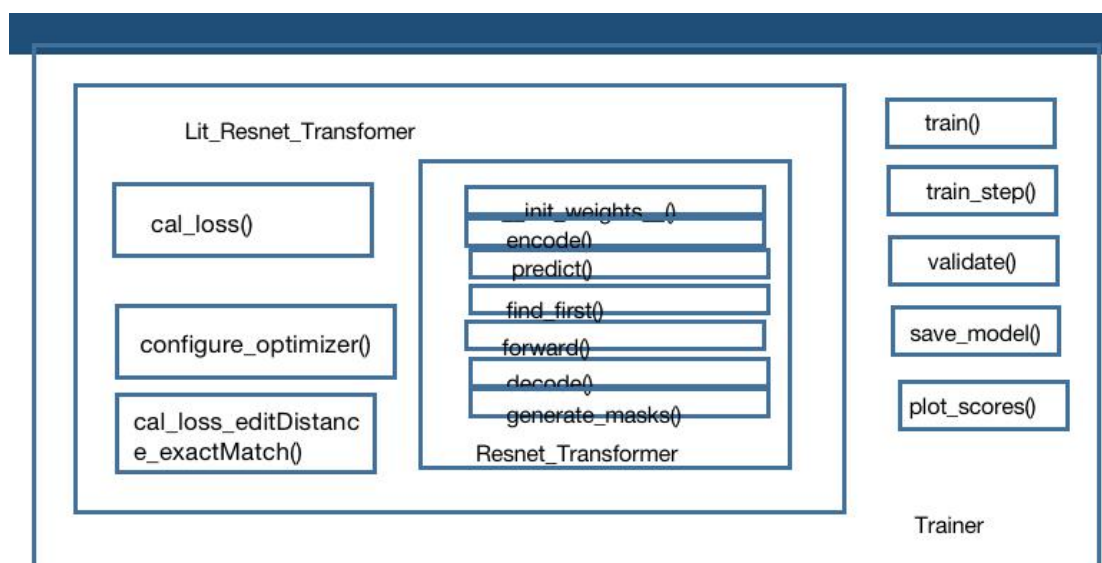 Lit_Resnet_Transfomer
cal_loss()
configure_optimizer()
cal_loss_editDistanc
e_exactMatch()
__init_weights__()
encode()
predict()
find_first()
forward()
decode()
generate_masks()
Resnet_Transformer
train()
train_step()
validate()
save_model()
plot_scores()
Trainer